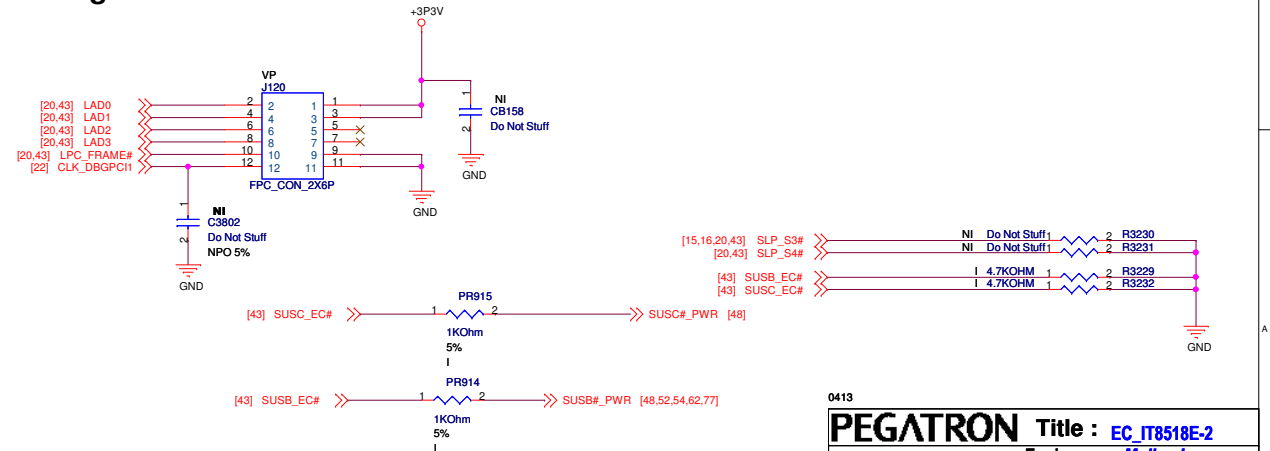 +3P3V
VP
J120
[20,43] LAD0 2 2 1 1
[20,43] LAD1 4 4 3 3
[20,43] LAD2 6 6 5 5
[20,43] LAD3 8 8 7 7
[20,43] LPC_FRAME# 10 10 9 9
[22] CLK_DBGPCI1 12 12 11 11
FPC_CON_2X6P
1 NI
CB158
2 Do Not Stuff
GND
GND
1 NI
C3802
2 Do Not Stuff
NPO 5%
GND
[15,16,20,43] SLP_S3# NI Do Not Stuff 1 2 R3230
[20,43] SLP_S4# NI Do Not Stuff 1 2 R3231
[43] SUSB_EC# I 4.7KOHM 1 2 R3229
[43] SUSC_EC# I 4.7KOHM 1 2 R3232
GND
PR915
[43] SUSC_EC# 1 2 SUSC#_PWR [48]
1KOhm
5%
I
PR914
[43] SUSB_EC# 1 2 SUSB#_PWR [48,52,54,62,77]
1KOhm
5%
A
0413
PEGATRON Title : EC_IT8518E-2